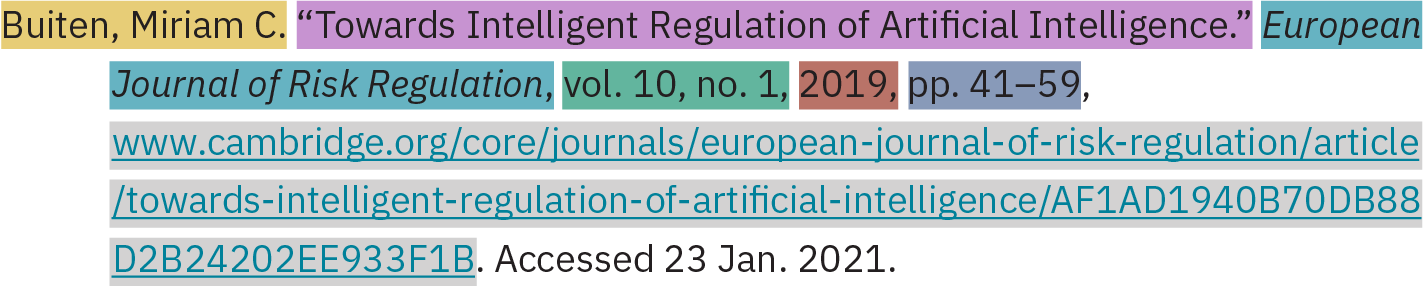 Buiten, Miriam C. “Towards Intelligent Regulation of Artificial Intelligence.” European
Journal of Risk Regulation, vol. 10, no. 1, 2019, pp. 41–59,
www.cambridge.org/core/journals/european-journal-of-risk-regulation/article
/towards-intelligent-regulation-of-artificial-intelligence/AF1AD1940B70DB88
D2B24202EE933F1B. Accessed 23 Jan. 2021.